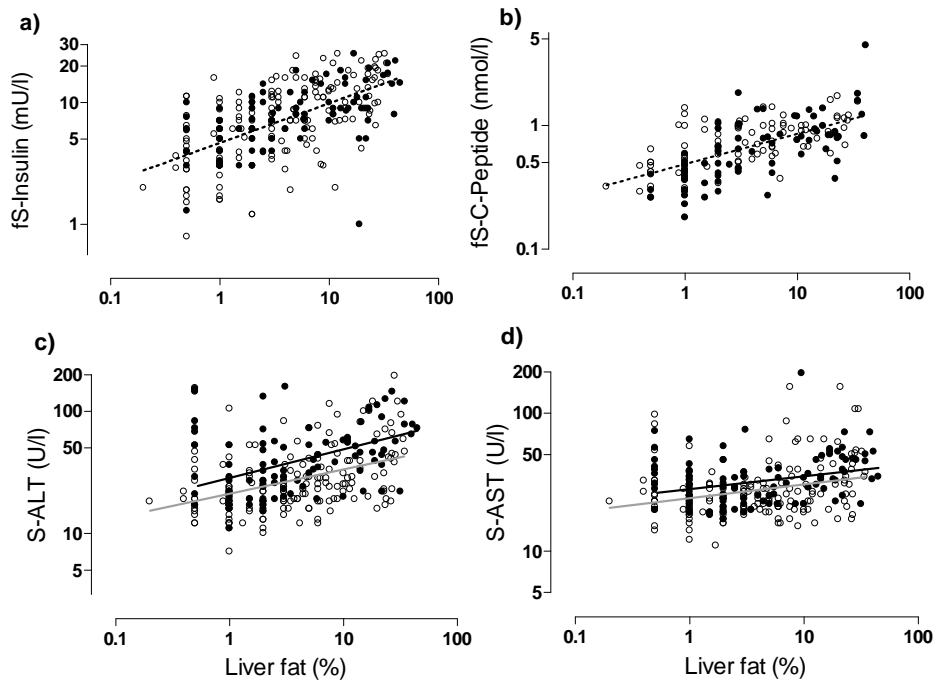 a)
fS-Insulin (mU/l)
30
20
10
5
1
0.1 1 10 100
b)
fS-C-Peptide (nmol/l)
5
1
0.5
0.1
0.1 1 10 100
c)
S-ALT (U/l)
200
100
50
10
5
0.1 1 10 100
Liver fat (%)
d)
S-AST (U/l)
200
100
50
10
5
0.1 1 10 100
Liver fat (%)